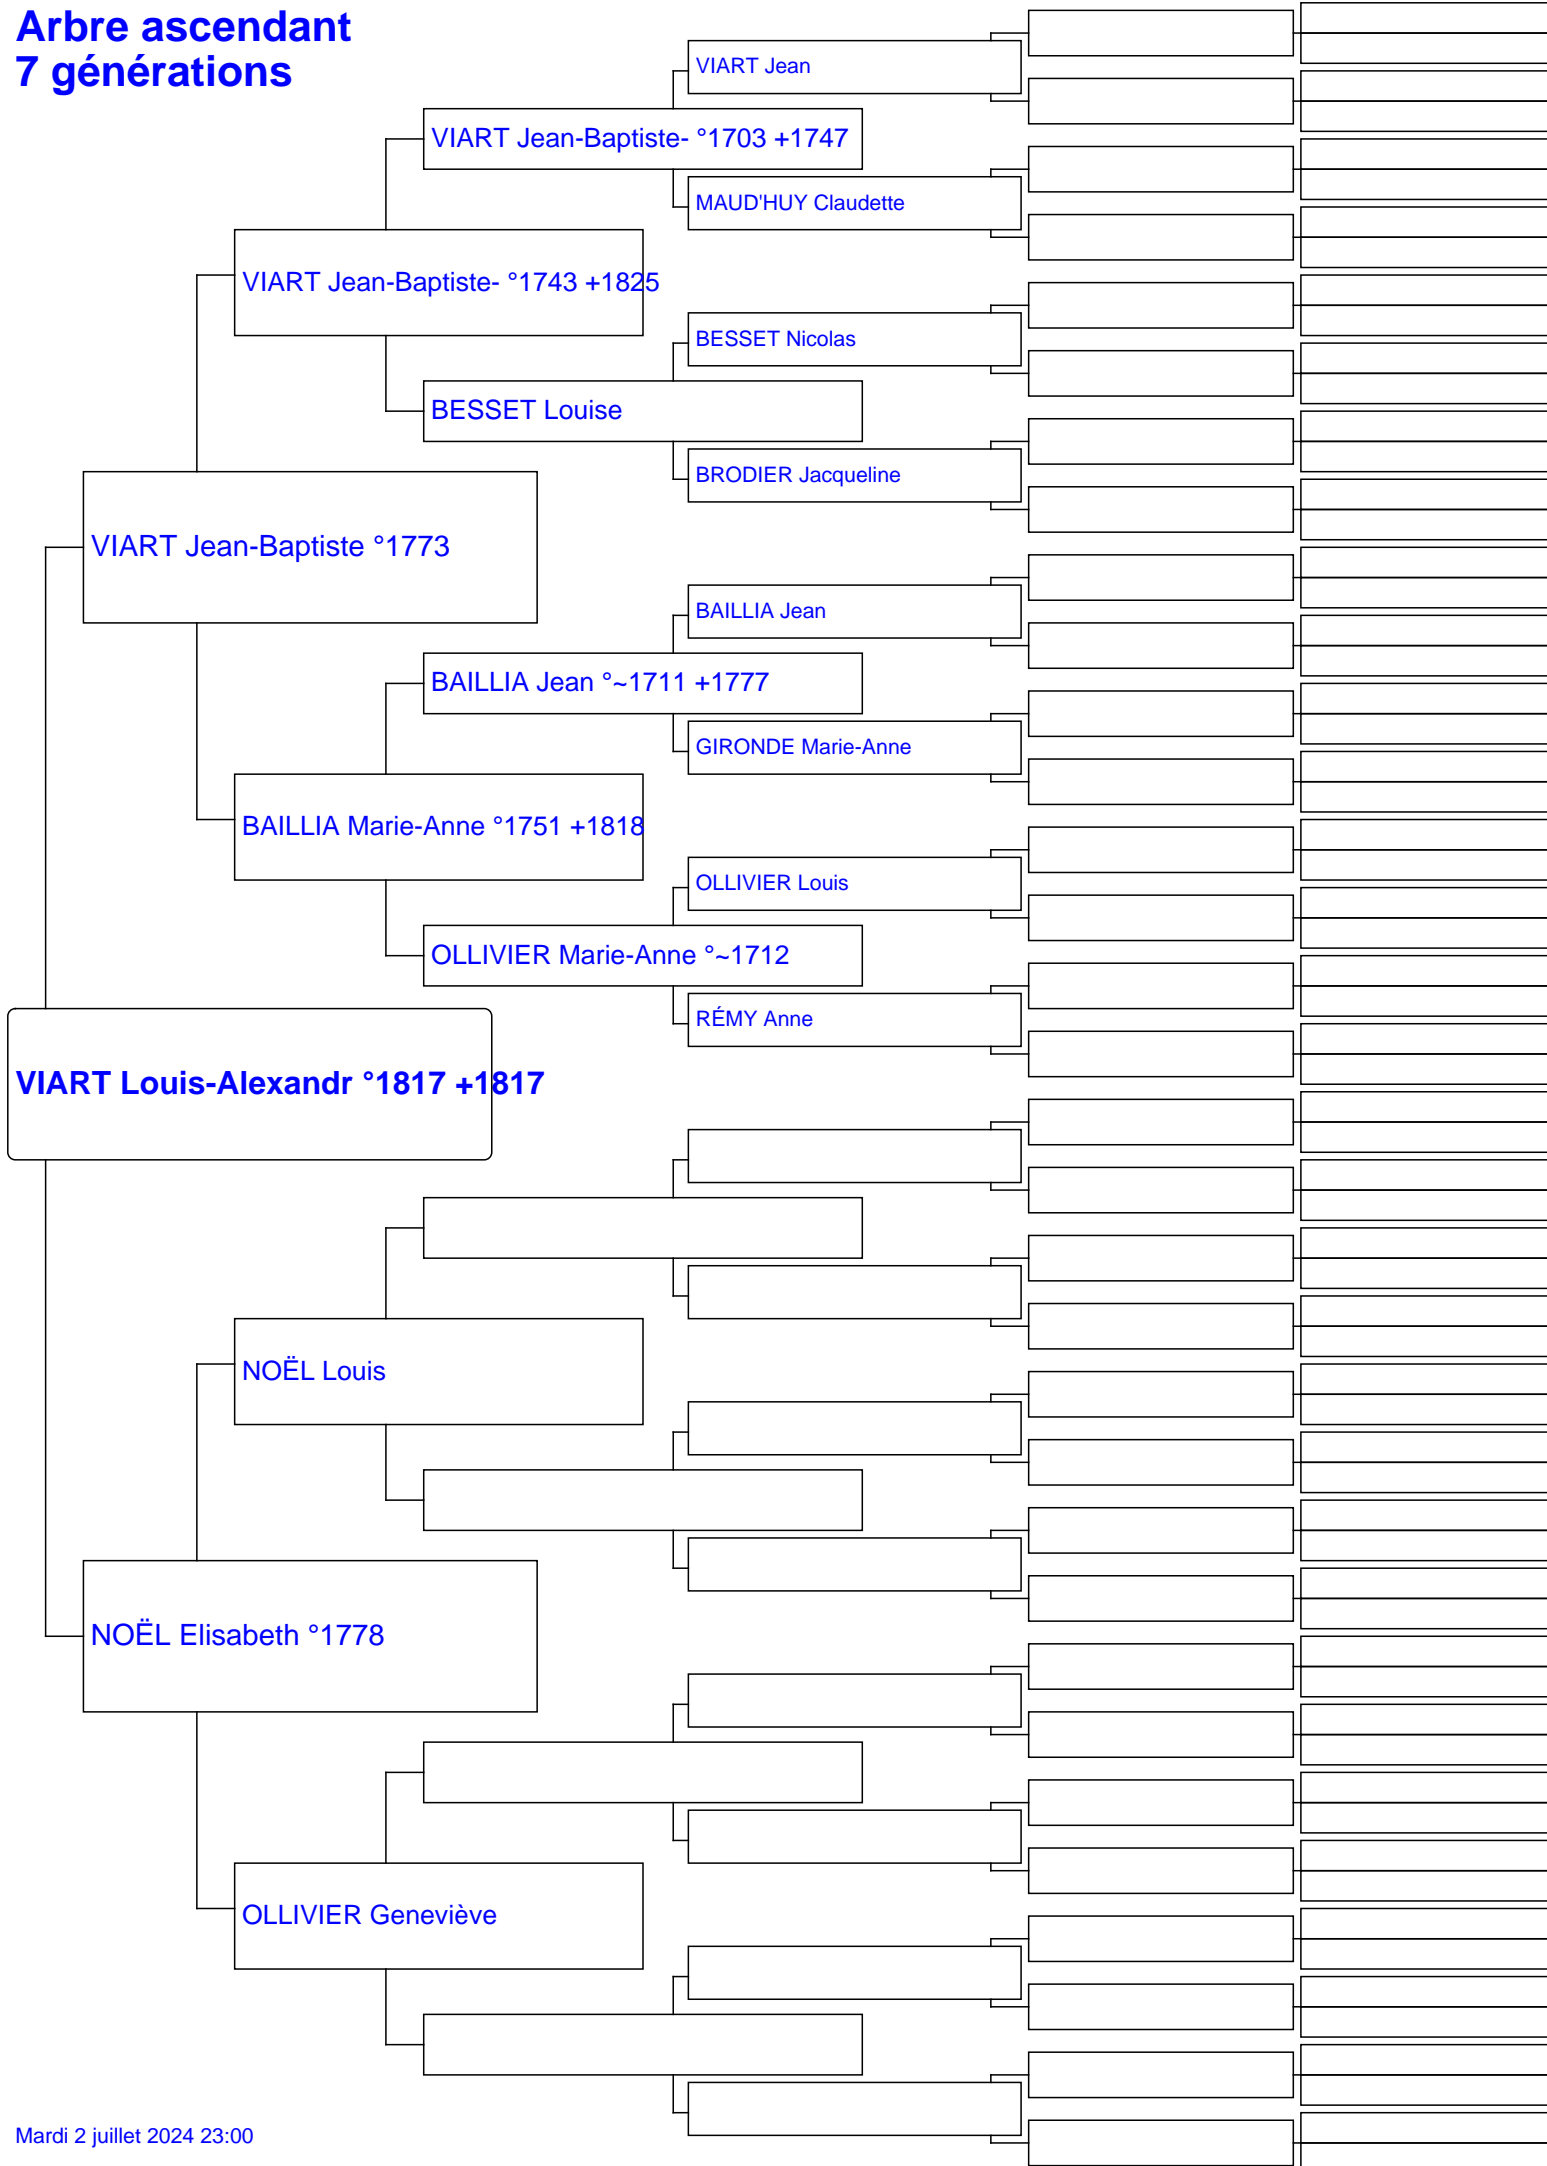 Arbre ascendant
7 générations
VIART Jean
VIART Jean-Baptiste- °1703 +1747
MAUD'HUY Claudette
VIART Jean-Baptiste- °1743 +1825
BESSET Nicolas
BESSET Louise
BRODIER Jacqueline
VIART Jean-Baptiste °1773
BAILLIA Jean
BAILLIA Jean °~1711 +1777
GIRONDE Marie-Anne
BAILLIA Marie-Anne °1751 +1818
OLLIVIER Louis
OLLIVIER Marie-Anne °~1712
RÉMY Anne
VIART Louis-Alexandr °1817 +1817
NOËL Louis
NOËL Elisabeth °1778
OLLIVIER Geneviève
Mardi 2 juillet 2024 23:00